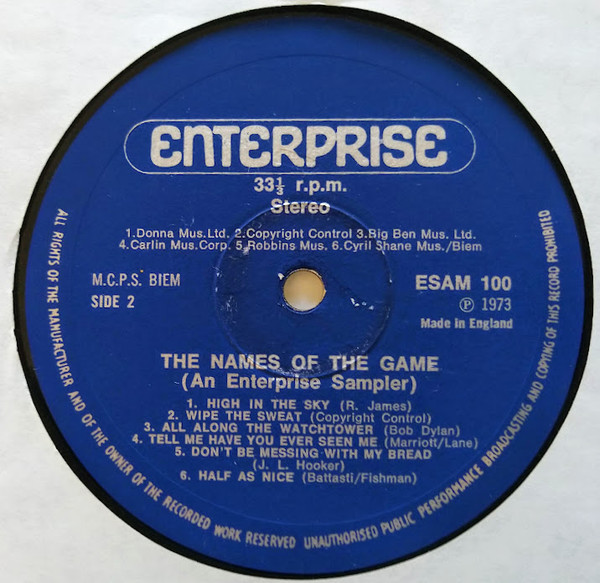 ENTERPRISE
33⅓ r.p.m.
Stereo
1.Donna Mus.Ltd. 2.Copyright Control 3.Big Ben Mus. Ltd.
4.Carlin Mus.Corp. 5.Robbins Mus. 6.Cyril Shane Mus./Biem
M.C.P.S. BIEM
SIDE 2
ESAM 100
Ⓟ 1973
Made in England
THE NAMES OF THE GAME
(An Enterprise Sampler)
1. HIGH IN THE SKY (R. James)
2. WIPE THE SWEAT (Copyright Control)
3. ALL ALONG THE WATCHTOWER (Bob Dylan)
4. TELL ME HAVE YOU EVER SEEN ME (Marriott/Lane)
5. DON'T BE MESSING WITH MY BREAD
(J. L. Hooker)
6. HALF AS NICE (Battasti/Fishman)
ALL RIGHTS OF THE MANUFACTURER AND OF THE OWNER OF THE RECORDED WORK RESERVED UNAUTHORISED PUBLIC PERFORMANCE BROADCASTING AND COPYING OF THIS RECORD PROHIBITED